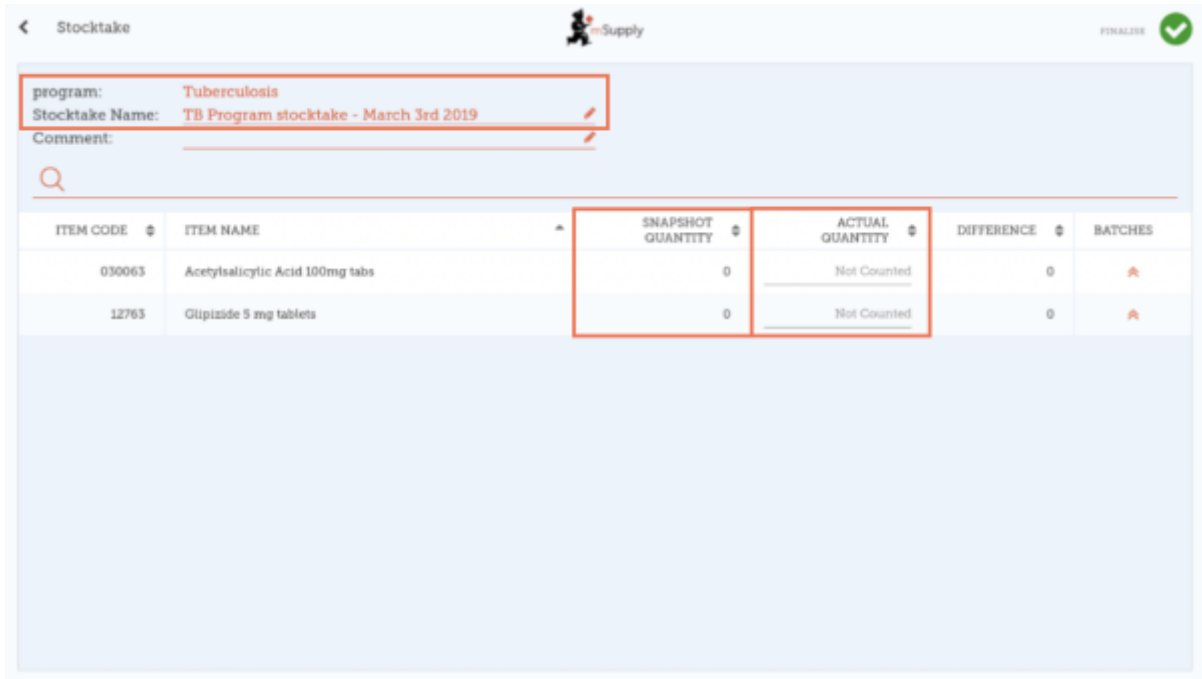 Stocktake
mSupply
FINALISE
program: Tuberculosis
Stocktake Name: TB Program stocktake - March 3rd 2019
Comment:
ITEM CODE ITEM NAME SNAPSHOT QUANTITY ACTUAL QUANTITY DIFFERENCE BATCHES
030063 Acetylsalicylic Acid 100mg tabs 0 Not Counted 0
12763 Glipizide 5 mg tablets 0 Not Counted 0